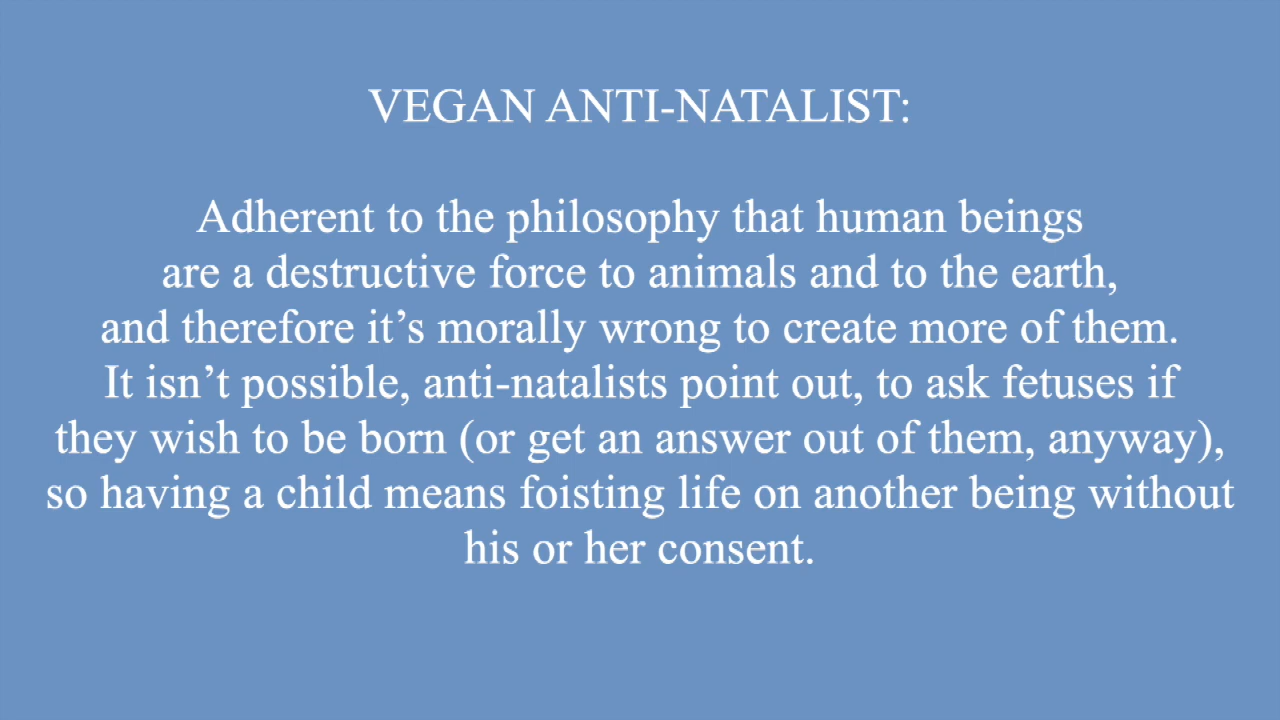 VEGAN ANTI-NATALIST:
Adherent to the philosophy that human beings
are a destructive force to animals and to the earth,
and therefore it’s morally wrong to create more of them.
It isn’t possible, anti-natalists point out, to ask fetuses if
they wish to be born (or get an answer out of them, anyway),
so having a child means foisting life on another being without
his or her consent.